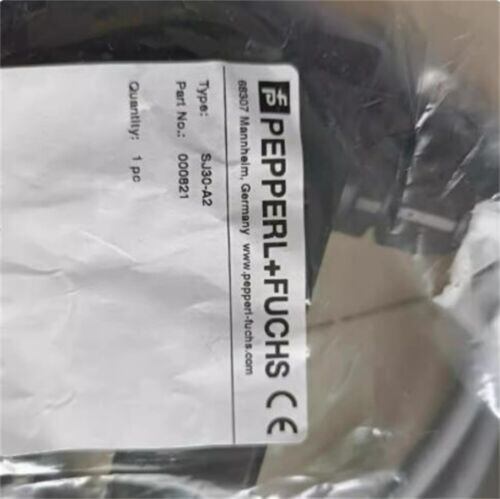 PEPPERL+FUCHS CE
68307 Mannheim, Germany www.pepperl-fuchs.com
Type: SJ30-A2
Part No.: 000821
Quantity: 1 pc